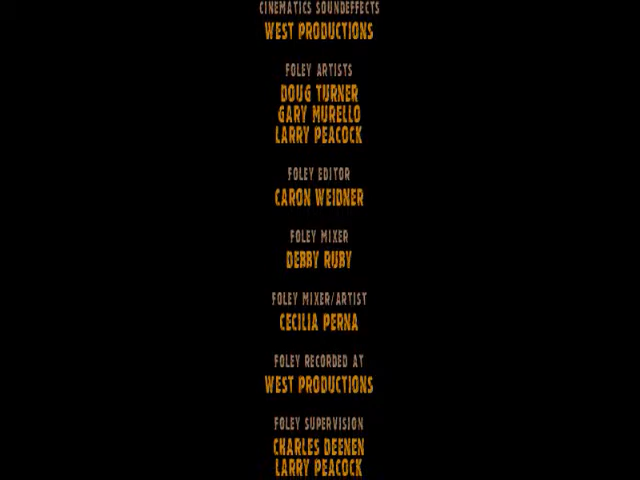 CINEMATICS SOUNDEFFECTS
WEST PRODUCTIONS
FOLEY ARTISTS
DOUG TURNER
GARY MURELLO
LARRY PEACOCK
FOLEY EDITOR
CARON WEIDNER
FOLEY MIXER
DEBBY RUBY
FOLEY MIXER/ARTIST
CECILIA PERNA
FOLEY RECORDED AT
WEST PRODUCTIONS
FOLEY SUPERVISION
CHARLES DEENEN
LARRY PEACOCK